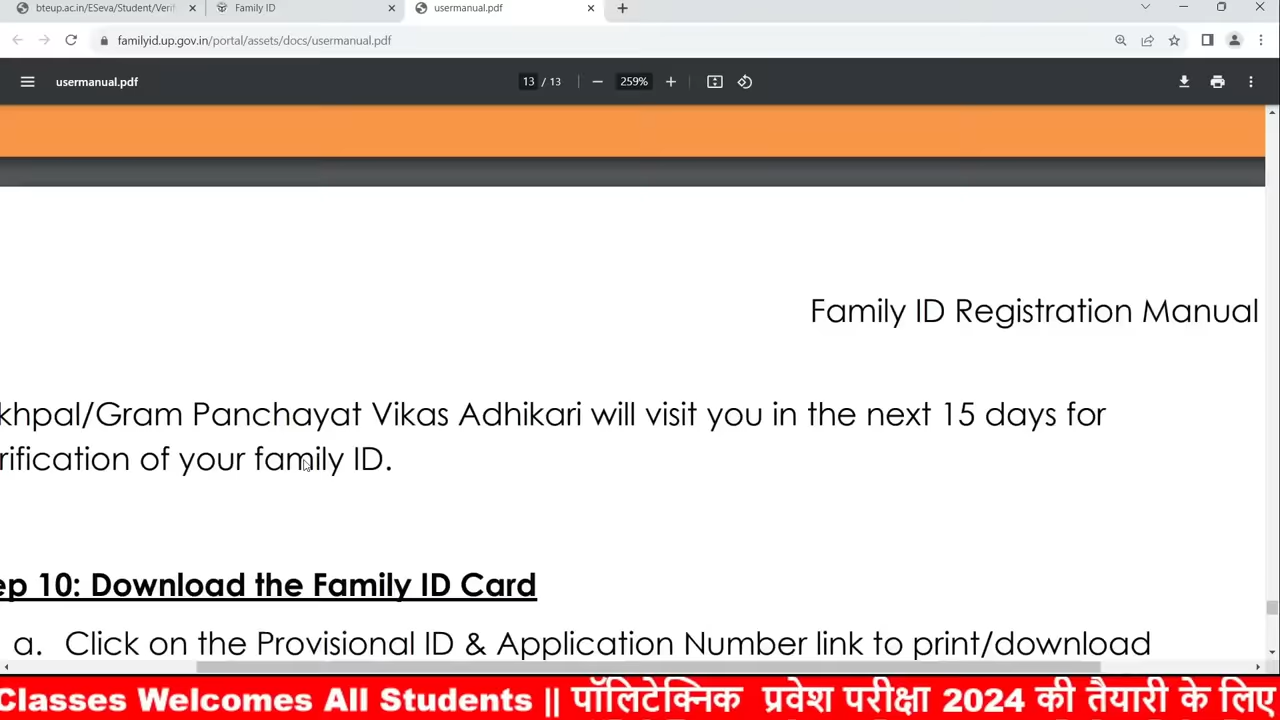 bteup.ac.in/ESeva/Student/Verif
Family ID
usermanual.pdf
familyid.up.gov.in/portal/assets/docs/usermanual.pdf
usermanual.pdf
13 / 13
259%
Family ID Registration Manual
khpal/Gram Panchayat Vikas Adhikari will visit you in the next 15 days for
rification of your family ID.
ep 10: Download the Family ID Card
a. Click on the Provisional ID & Application Number link to print/download
Classes Welcomes All Students || पॉलिटेक्निक प्रवेश परीक्षा 2024 की तैयारी के लिए